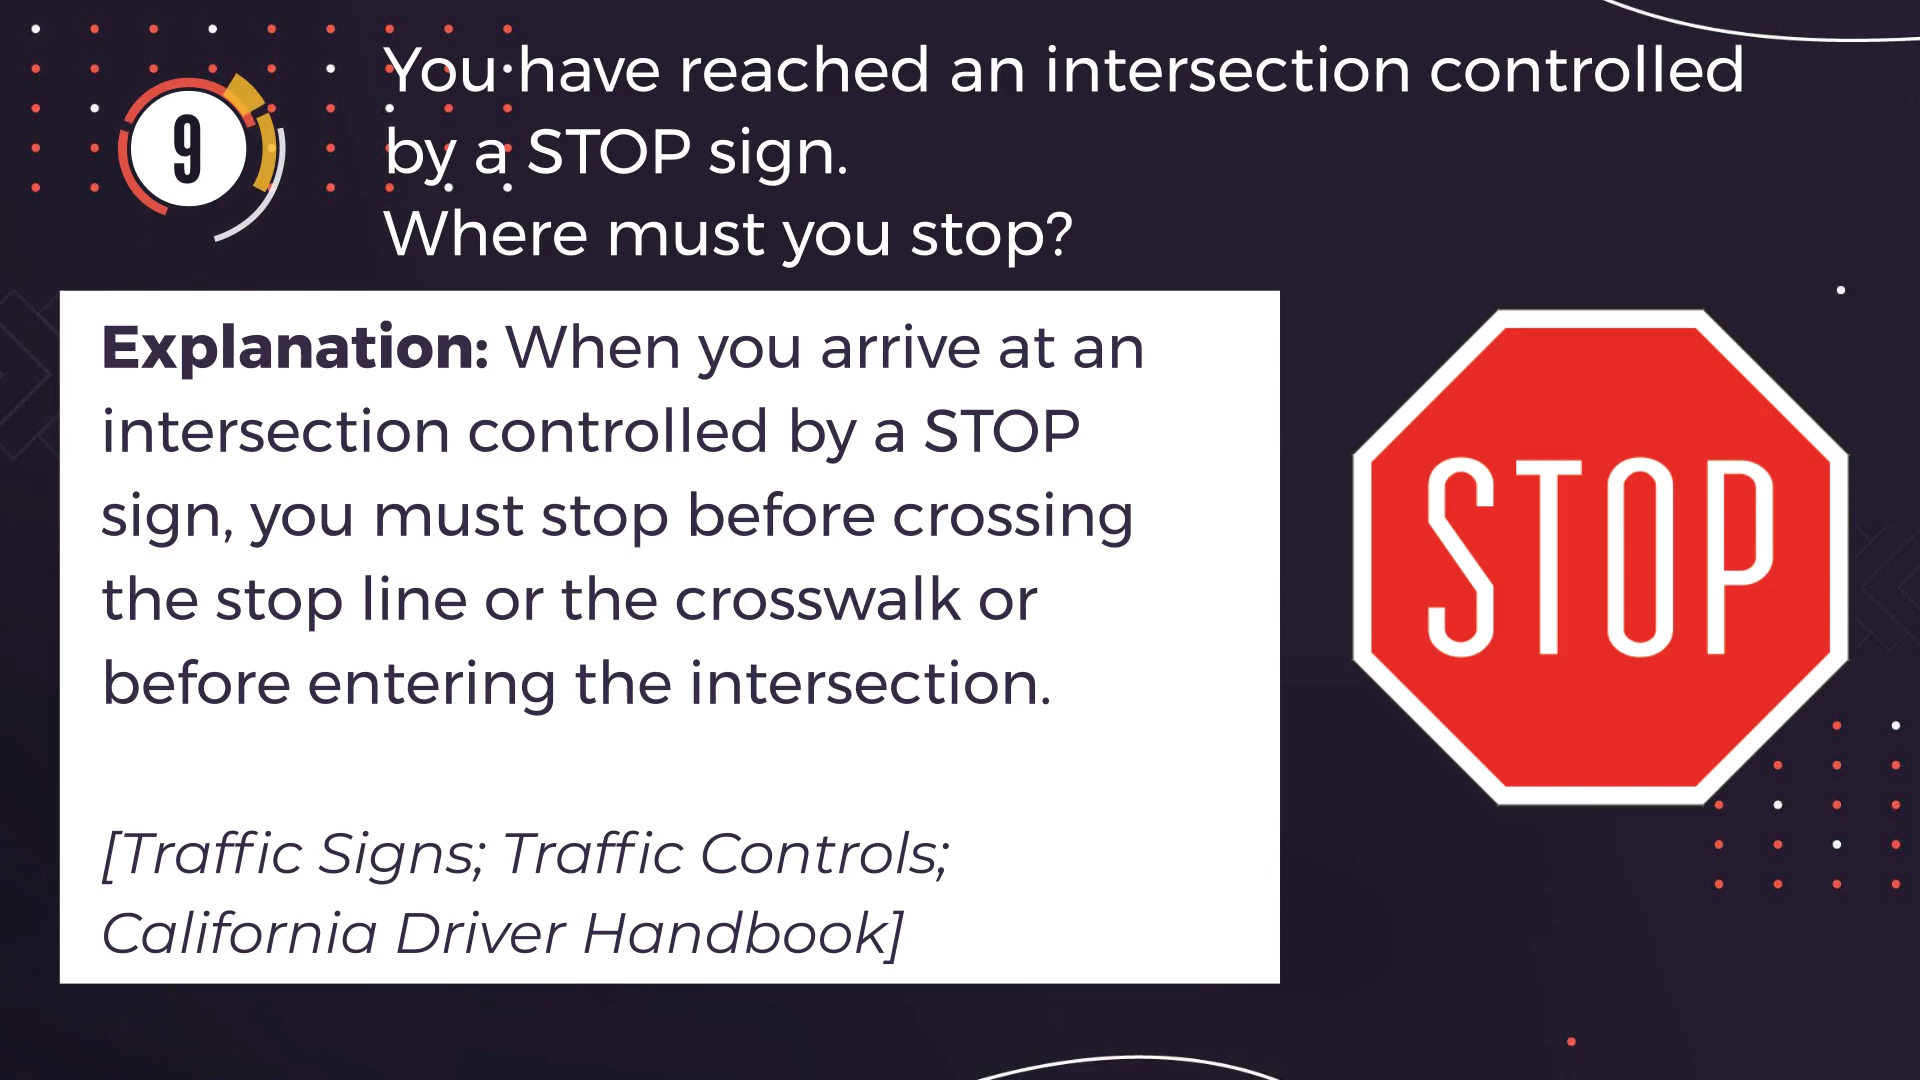 9
You have reached an intersection controlled
by a STOP sign.
Where must you stop?
Explanation: When you arrive at an
intersection controlled by a STOP
sign, you must stop before crossing
the stop line or the crosswalk or
before entering the intersection.
[Traffic Signs; Traffic Controls;
California Driver Handbook]
STOP